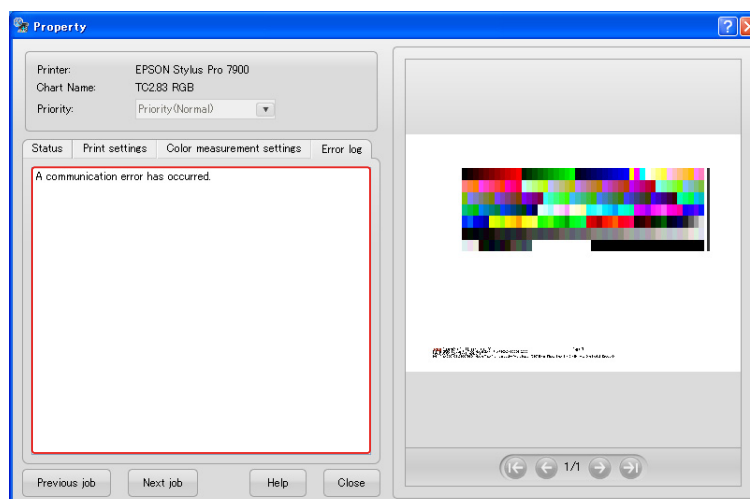 Property
Printer: EPSON Stylus Pro 7900
Chart Name: TC2.83 RGB
Priority: Priority(Normal)
Status Print settings Color measurement settings Error log
A communication error has occurred.
1/1
Previous job Next job Help Close